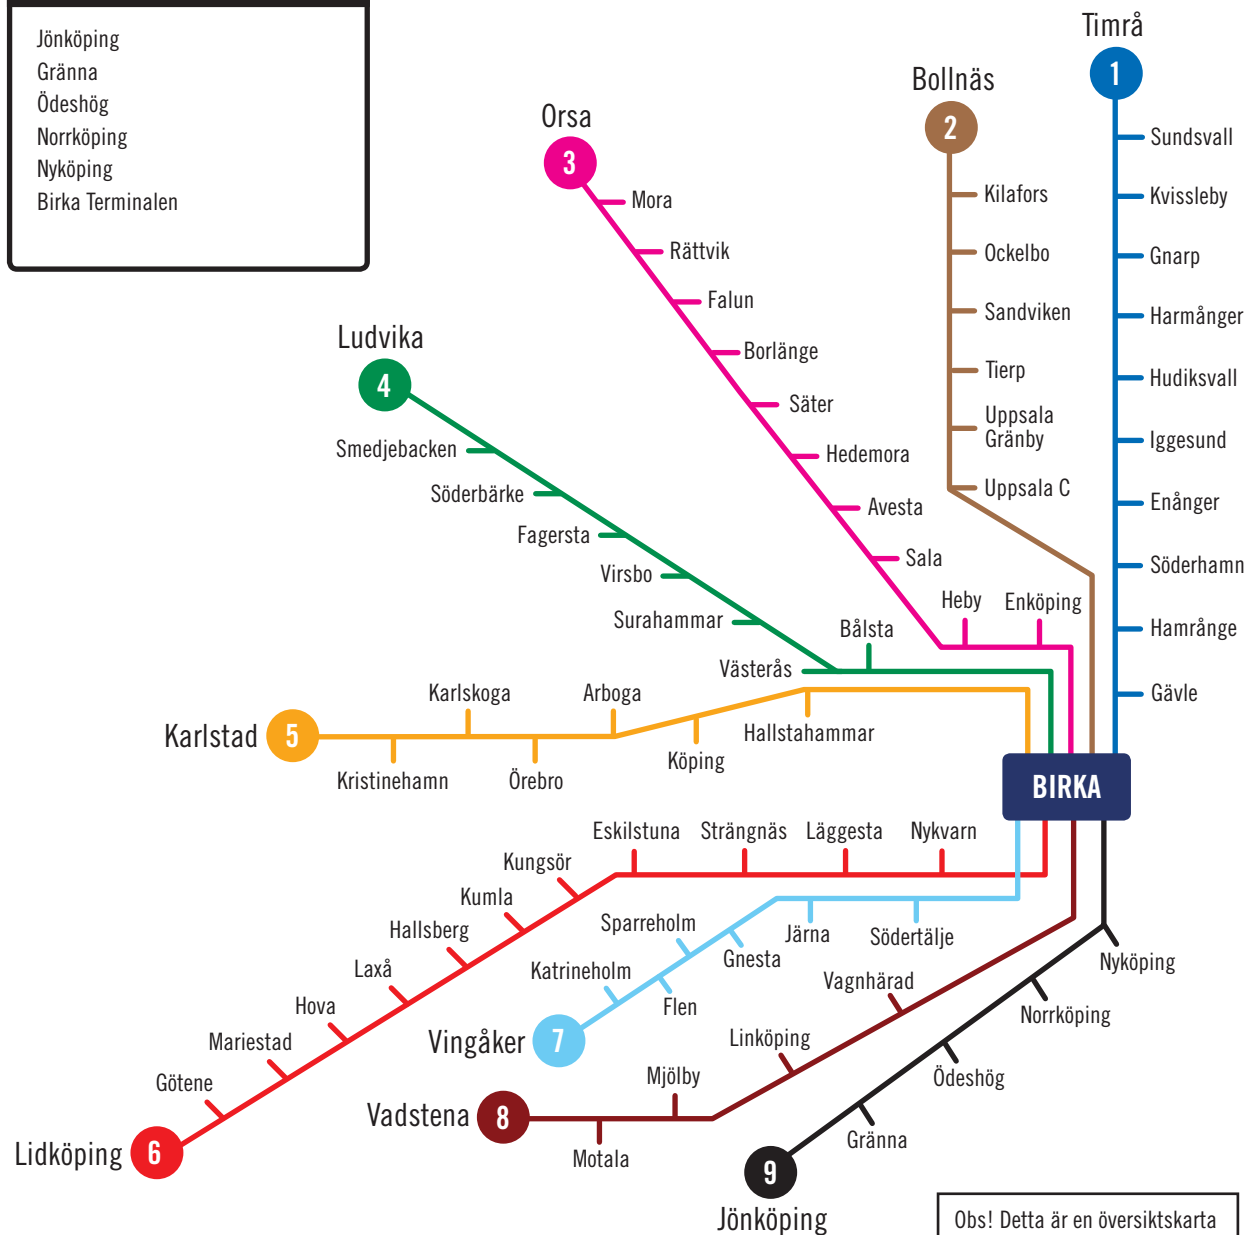 Jönköping
Gränna
Ödeshög
Norrköping
Nyköping
Birka Terminalen
Timrå
1
Sundsvall
Kvissleby
Gnarp
Harmånger
Hudiksvall
Iggesund
Enånger
Söderhamn
Hamrånge
Gävle
Bollnäs
2
Kilafors
Ockelbo
Sandviken
Tierp
Uppsala
Gränby
Uppsala C
Orsa
3
Mora
Rättvik
Falun
Borlänge
Säter
Hedemora
Avesta
Sala
Heby
Enköping
Ludvika
4
Smedjebacken
Söderbärke
Fagersta
Virsbo
Surahammar
Västerås
Bålsta
Karlstad
5
Kristinehamn
Karlskoga
Örebro
Arboga
Köping
Hallstahammar
BIRKA
Lidköping
6
Götene
Mariestad
Hova
Laxå
Hallsberg
Kumla
Kungsör
Eskilstuna
Strängnäs
Läggesta
Nykvarn
Vingåker
7
Katrineholm
Flen
Sparreholm
Gnesta
Järna
Södertälje
Vadstena
8
Motala
Mjölby
Linköping
Vagnhärad
Jönköping
9
Gränna
Ödeshög
Norrköping
Nyköping
Obs! Detta är en översiktskarta